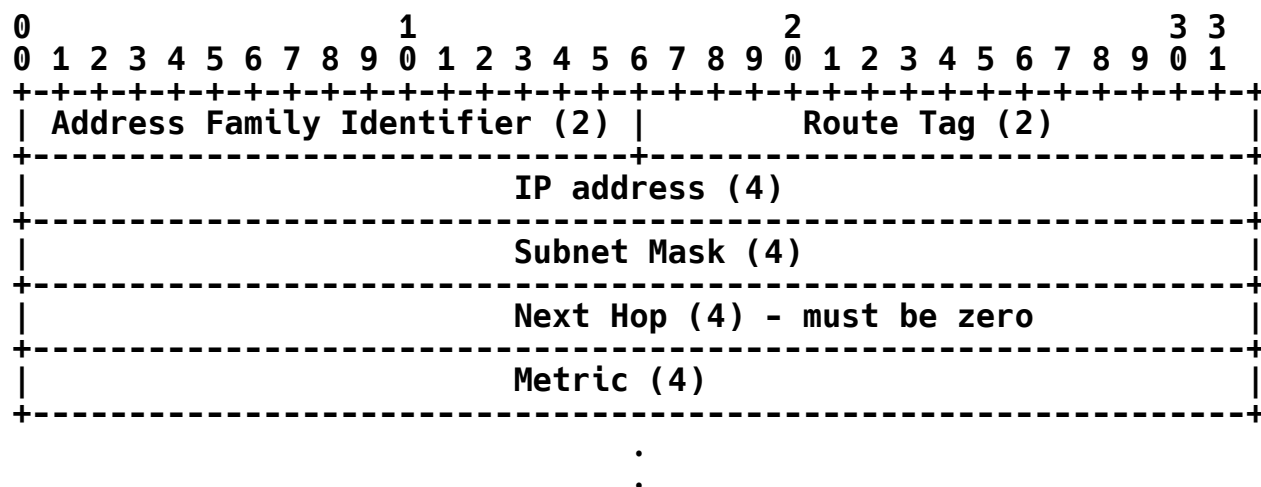 0                   1                   2                   3 3
0 1 2 3 4 5 6 7 8 9 0 1 2 3 4 5 6 7 8 9 0 1 2 3 4 5 6 7 8 9 0 1
+-+-+-+-+-+-+-+-+-+-+-+-+-+-+-+-+-+-+-+-+-+-+-+-+-+-+-+-+-+-+-+-+
| Address Family Identifier (2) |        Route Tag (2)          |
+-------------------------------+-------------------------------+
|                         IP address (4)                        |
+---------------------------------------------------------------+
|                         Subnet Mask (4)                       |
+---------------------------------------------------------------+
|                         Next Hop (4) - must be zero           |
+---------------------------------------------------------------+
|                         Metric (4)                            |
+---------------------------------------------------------------+
                                .
                                .